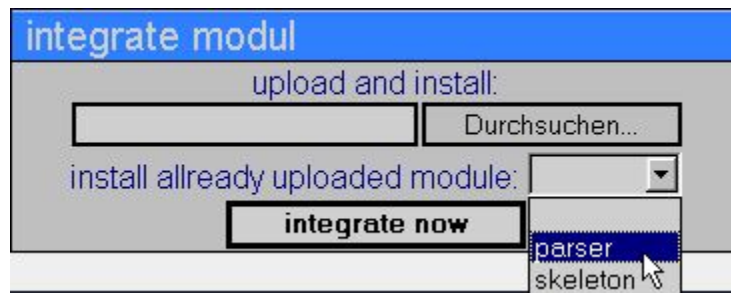 integrate modul
upload and install:
Durchsuchen...
install allready uploaded module:
integrate now
parser
skeleton